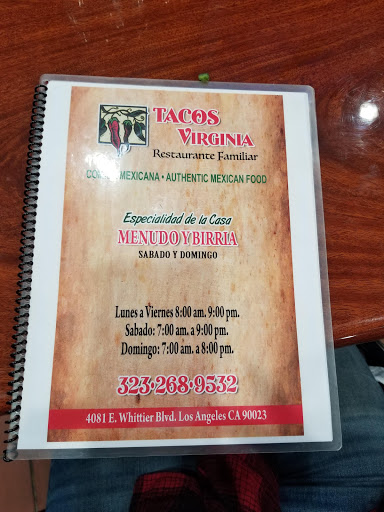 TACOS
VIRGINIA
Restaurante Familiar
MEXICANA • AUTHENTIC MEXICAN FOOD
Especialidad de la Casa
MENUDO Y BIRRIA
SABADO Y DOMINGO
Lunes a Viernes 8:00 am. 9:00 pm.
Sabado: 7:00 am. a 9:00 pm.
Domingo: 7:00 am. a 8:00 pm.
323•268•9532
4081 E. Whittier Blvd. Los Angeles CA 90023